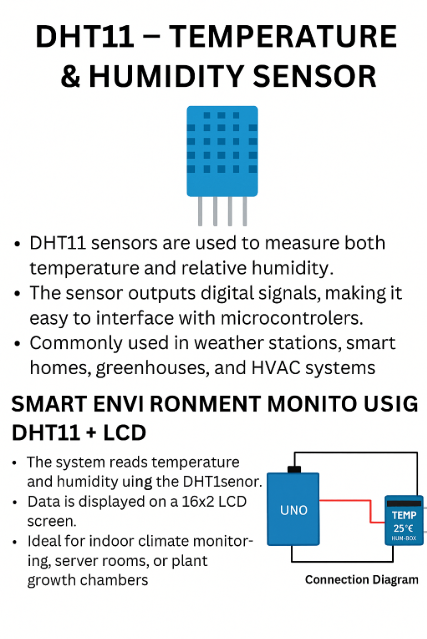 DHT11 – TEMPERATURE
& HUMIDITY SENSOR
• DHT11 sensors are used to measure both
temperature and relative humidity.
• The sensor outputs digital signals, making it
easy to interface with microcontrolers.
• Commonly used in weather stations, smart
homes, greenhouses, and HVAC systems
SMART ENVI RONMENT MONITO USIG
DHT11 + LCD
• The system reads temperature
and humidity uing the DHT1senor.
• Data is displayed on a 16x2 LCD
screen.
• Ideal for indoor climate monitor-
ing, server rooms, or plant
growth chambers
UNO
TEMP
25°€
HUM-BOX
Connection Diagram